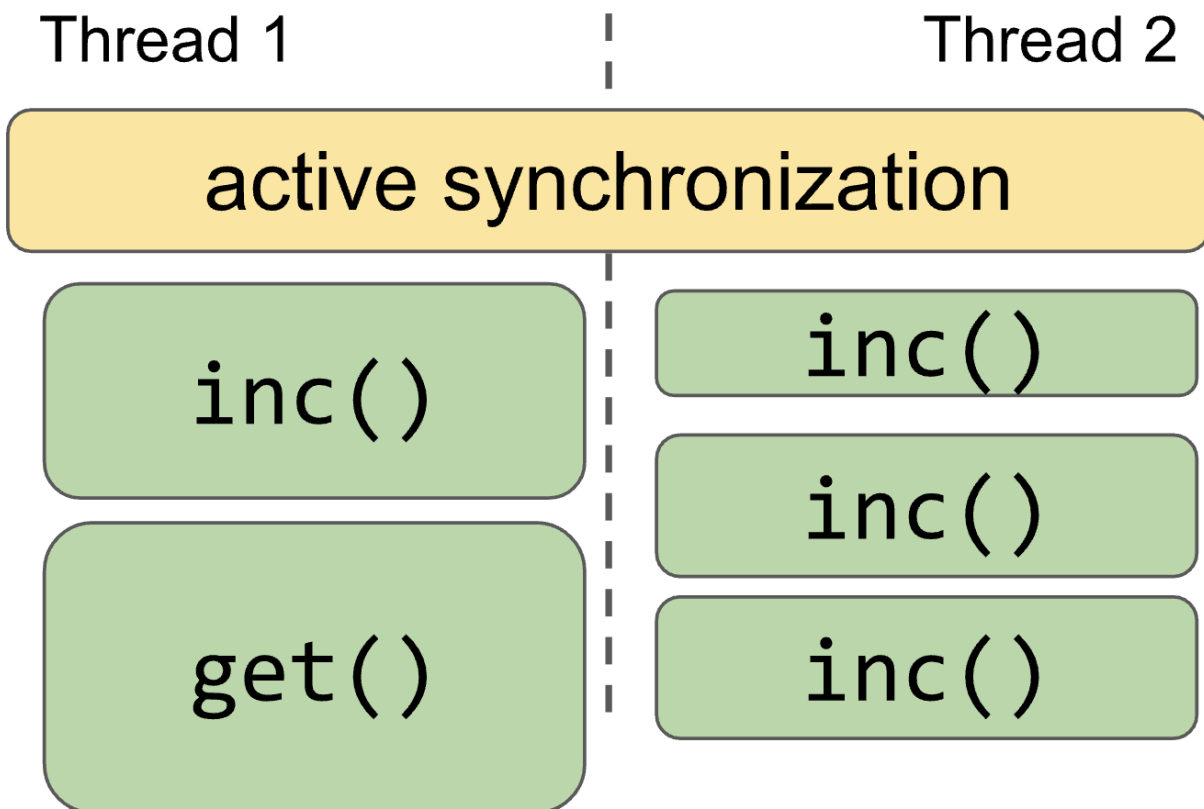 Thread 1
Thread 2
active synchronization
inc()
get()
inc()
inc()
inc()